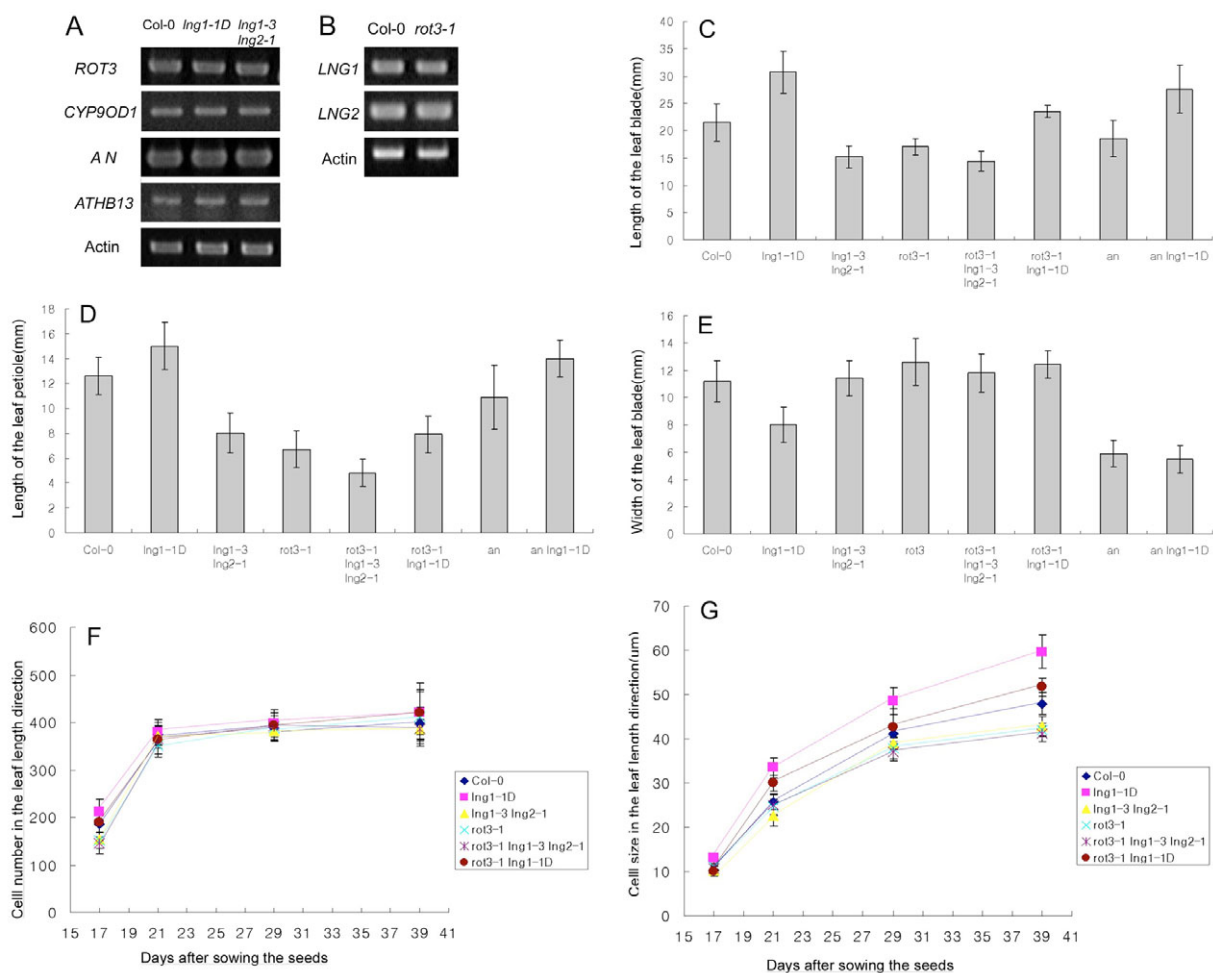 A
Col-0 lng1-1D lng1-3
lng2-1
ROT3
CYP9OD1
A N
ATHB13
Actin
B
Col-0 rot3-1
LNG1
LNG2
Actin
C
Length of the leaf blade(mm)
40
35
30
25
20
15
10
5
0
Col-0 lng1-1D lng1-3 rot3-1 rot3-1 rot3-1 an an lng1-1D
lng2-1 lng1-3 lng1-1D
lng2-1
D
Length of the leaf petiole(mm)
18
16
14
12
10
8
6
4
2
0
Col-0 lng1-1D lng1-3 rot3-1 rot3-1 rot3-1 an an lng1-1D
lng2-1 lng1-3 lng1-1D
lng2-1
E
Width of the leaf blade(mm)
16
14
12
10
8
6
4
2
0
Col-0 lng1-1D lng1-3 rot3 rot3-1 rot3-1 an an lng1-1D
lng2-1 lng1-3 lng1-1D
lng2-1
F
Celll number in the leaf length direction
600
500
400
300
200
100
0
15 17 19 21 23 25 27 29 31 33 35 37 39 41
Days after sowing the seeds
Col-0
lng1-1D
lng1-3 lng2-1
rot3-1
rot3-1 lng1-3 lng2-1
rot3-1 lng1-1D
G
Celll size in the leaf length direction(um)
70
60
50
40
30
20
10
0
15 17 19 21 23 25 27 29 31 33 35 37 39 41
Days after sowing the seeds
Col-0
lng1-1D
lng1-3 lng2-1
rot3-1
rot3-1 lng1-3 lng2-1
rot3-1 lng1-1D